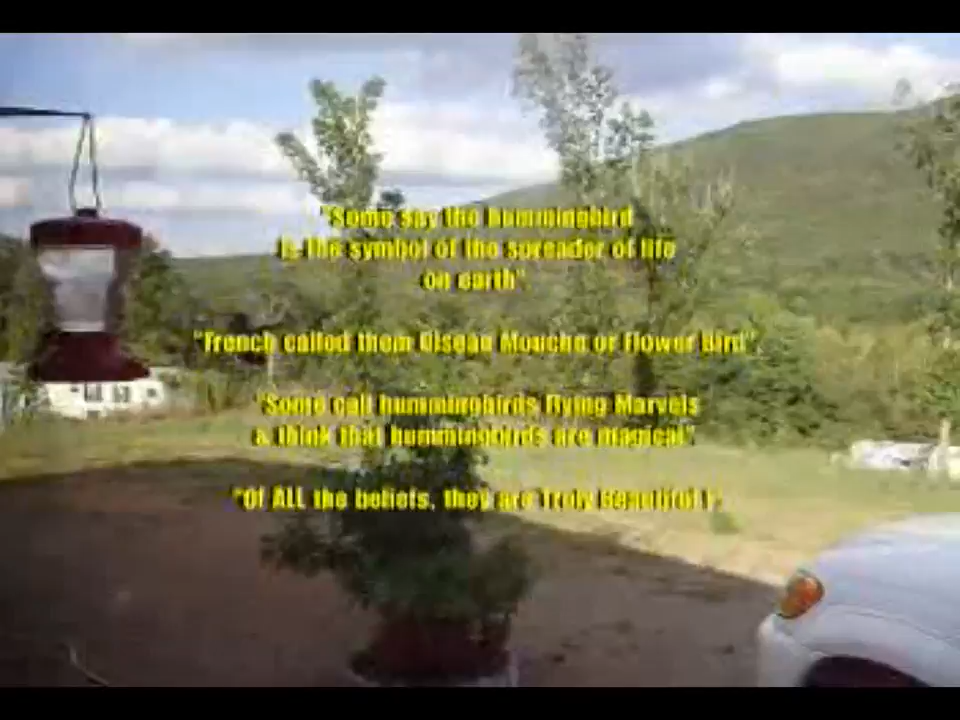 "Some say the hummingbird
is the symbol of the spreader of life
on earth"
"French called them Oiseau Mouche or Flower Bird"
"Some call hummingbirds Flying Marvels
& think that hummingbirds are magical"
"Of ALL the beliefs, they are Truly Beautiful !"